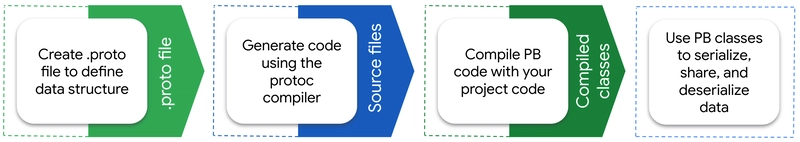 Create .proto
file to define
data structure
.proto file
Generate code
using the
protoc
compiler
Source files
Compile PB
code with your
project code
Compiled
classes
Use PB classes
to serialize,
share, and
deserialize
data